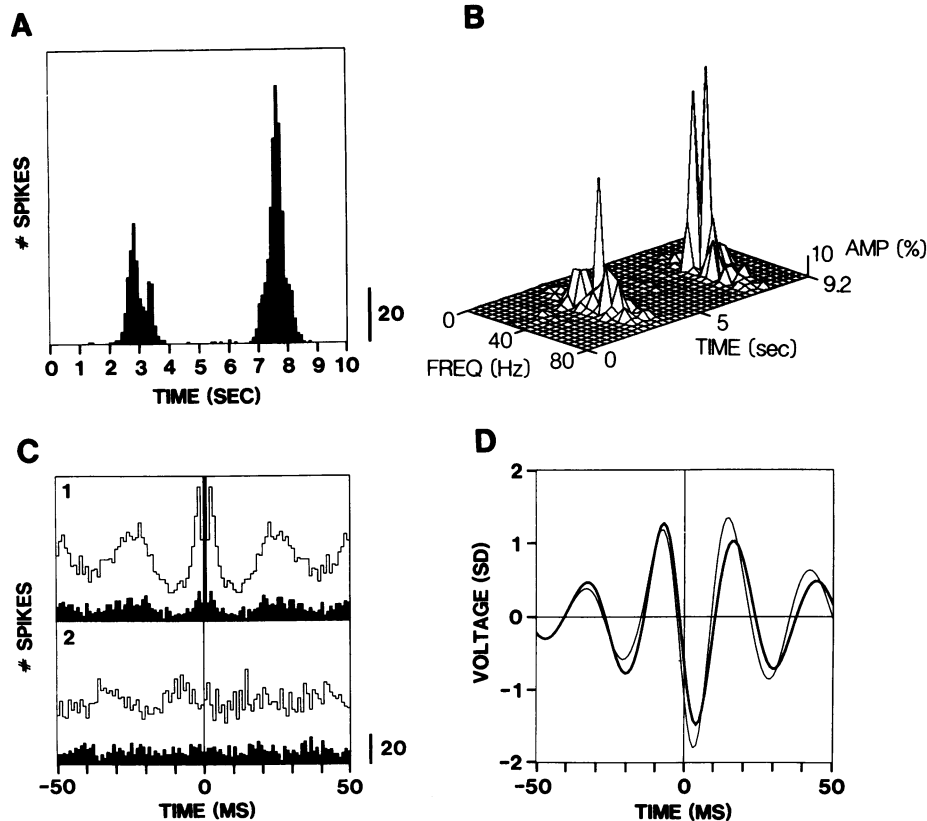 A
# SPIKES
20
0 1 2 3 4 5 6 7 8 9 10
TIME (SEC)
B
10 AMP (%)
9.2
0
40
80
0
5
FREQ (Hz)
TIME (sec)
C
1
2
# SPIKES
20
-50 0 50
TIME (MS)
D
2
1
0
-1
-2
VOLTAGE (SD)
-50 0 50
TIME (MS)